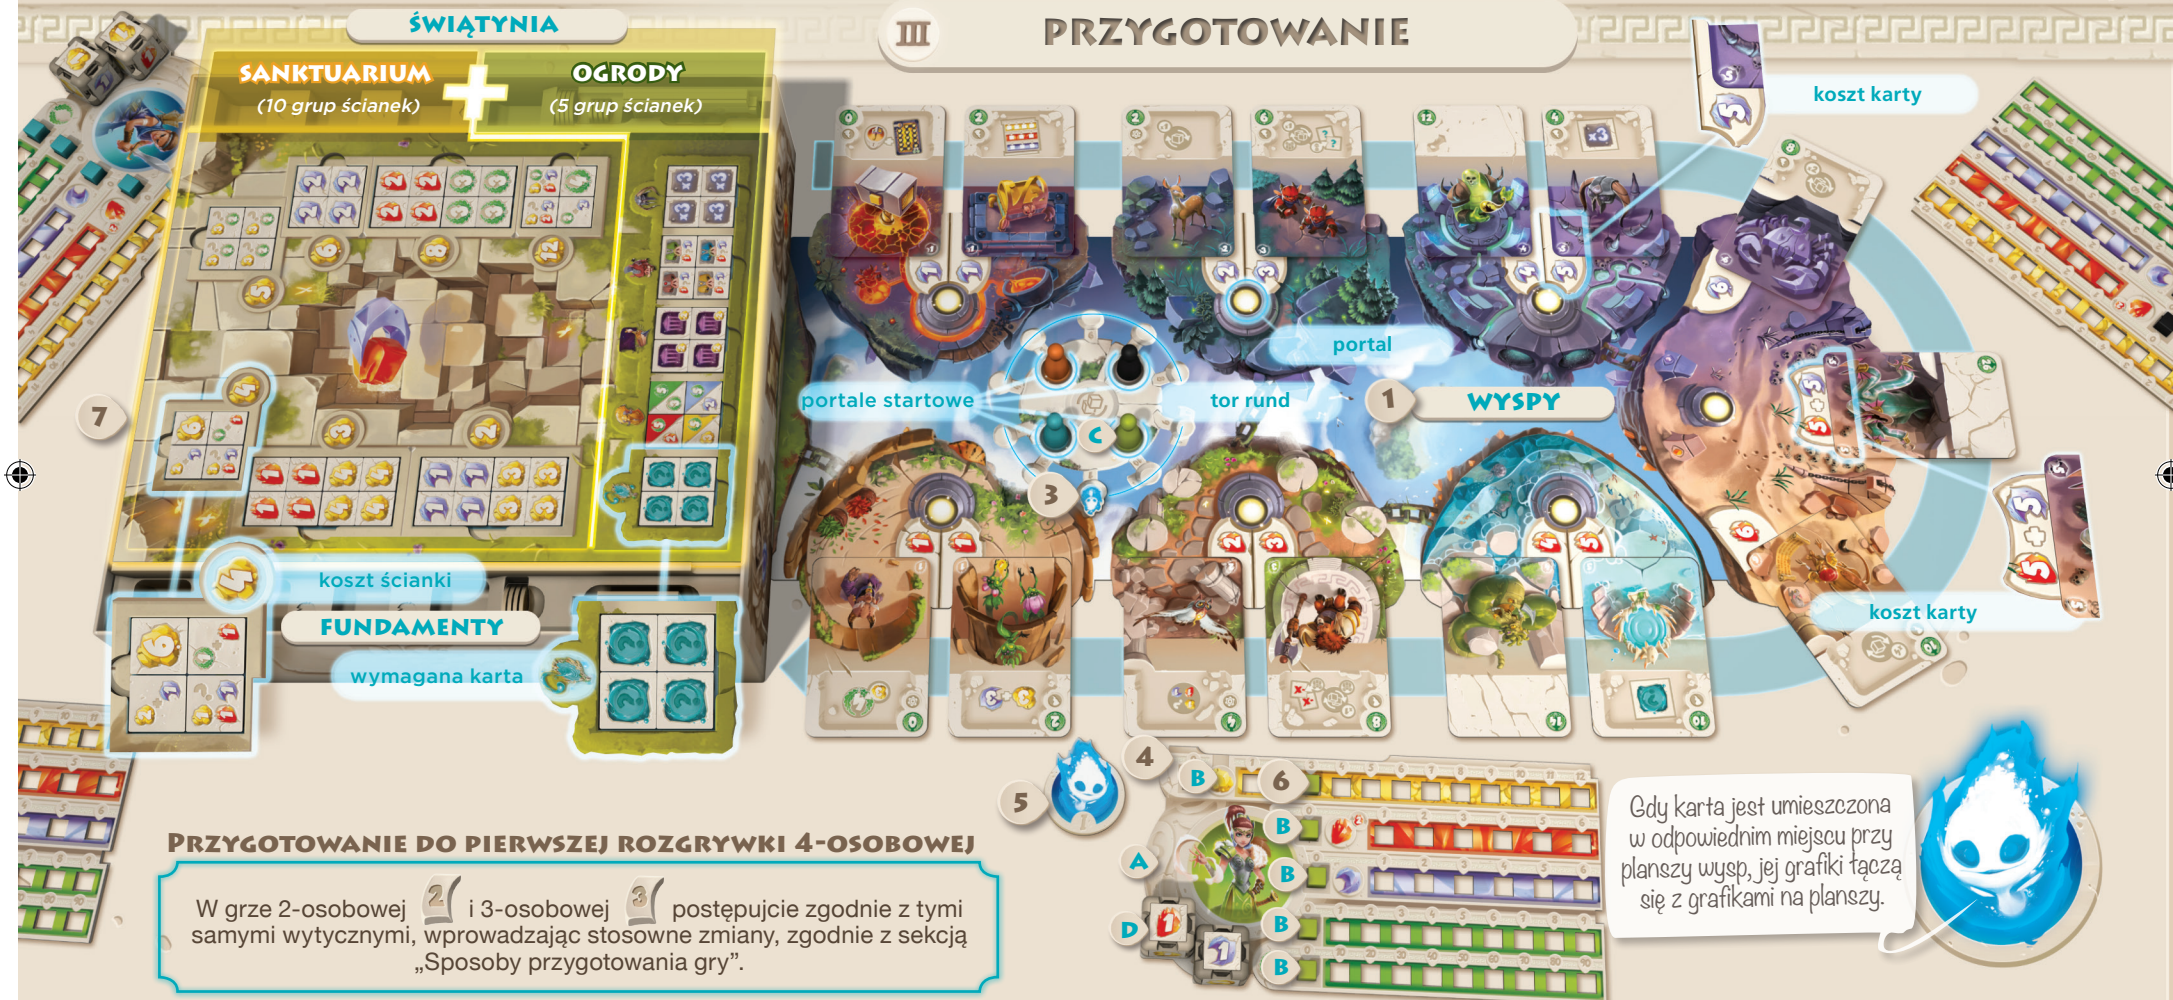 ŚWIĄTYNIA
III
PRZYGOTOWANIE
SANKTUARIUM
(10 grup ścianek)
OGRODY
(5 grup ścianek)
koszt karty
portal
portale startowe
tor rund
1
WYSPY
C
3
7
koszt ścianki
FUNDAMENTY
wymagana karta
koszt karty
4
5
6
B
B
B
B
B
A
D
PRZYGOTOWANIE DO PIERWSZEJ ROZGRYWKI 4-OSOBOWEJ
W grze 2-osobowej 2 i 3-osobowej 3 postępujcie zgodnie z tymi
samymi wytycznymi, wprowadzając stosowne zmiany, zgodnie z sekcją
„Sposoby przygotowania gry”.
Gdy karta jest umieszczona
w odpowiednim miejscu przy
planszy wysp, jej grafiki łączą
się z grafikami na planszy.